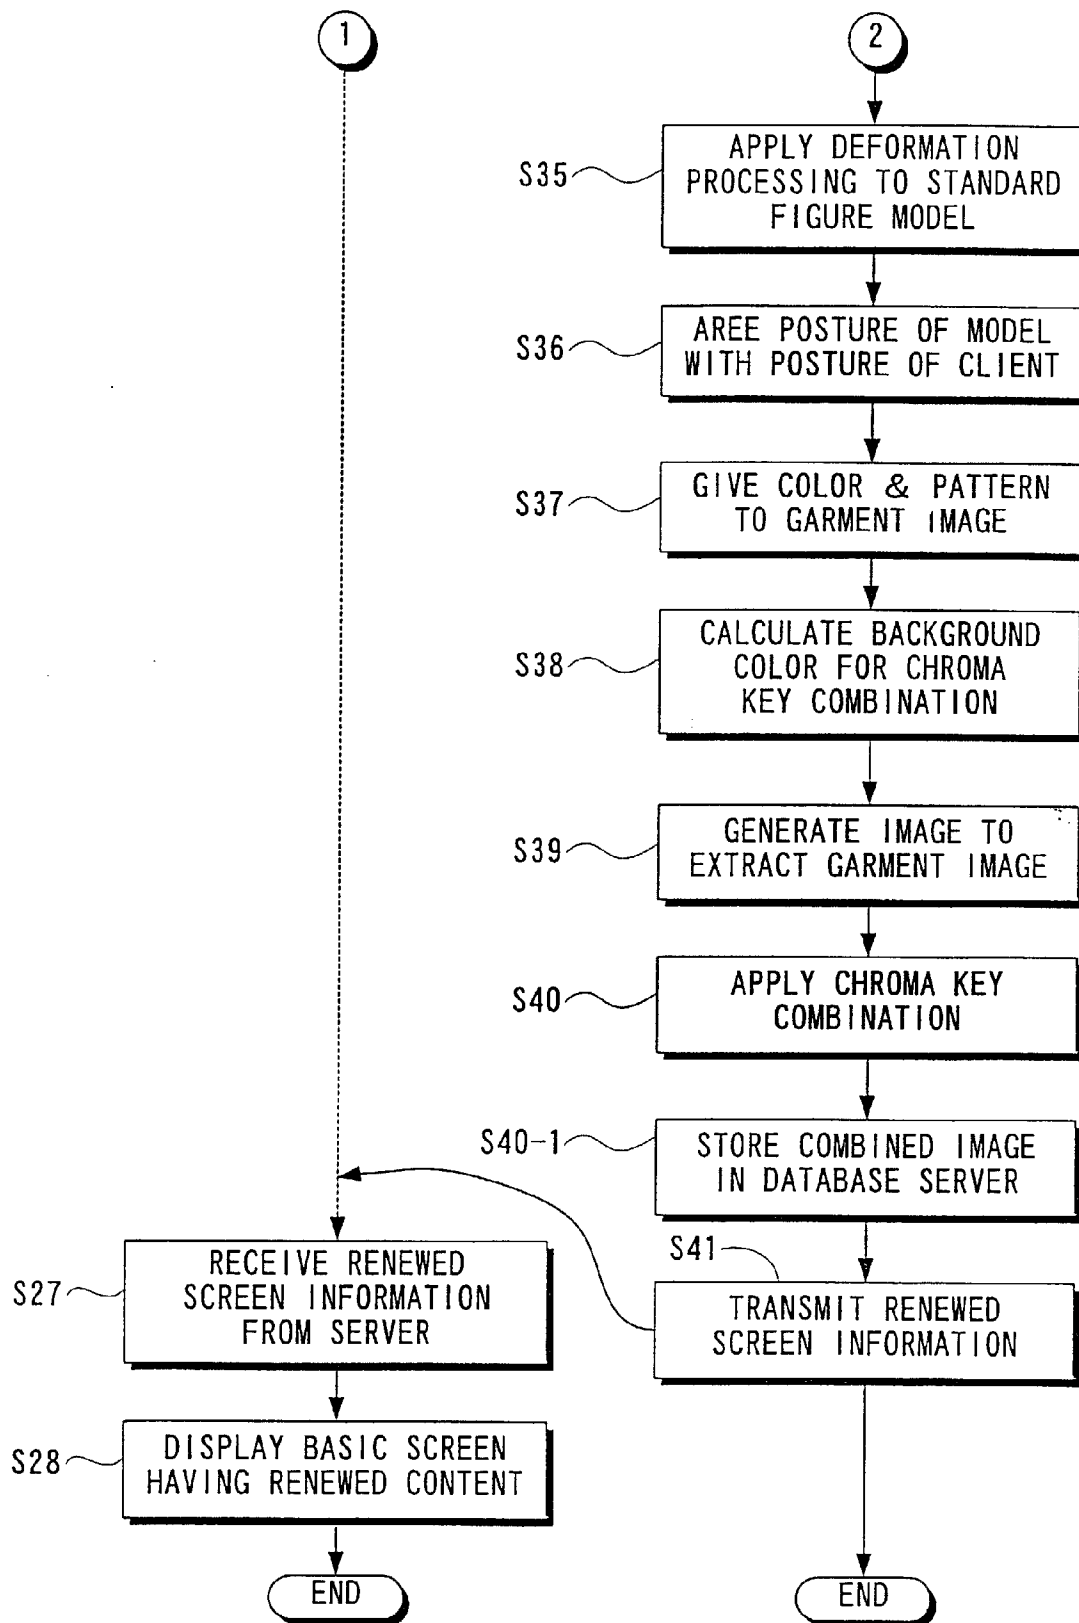 1
2
S35
APPLY DEFORMATION
PROCESSING TO STANDARD
FIGURE MODEL
S36
AREE POSTURE OF MODEL
WITH POSTURE OF CLIENT
S37
GIVE COLOR & PATTERN
TO GARMENT IMAGE
S38
CALCULATE BACKGROUND
COLOR FOR CHROMA
KEY COMBINATION
S39
GENERATE IMAGE TO
EXTRACT GARMENT IMAGE
S40
APPLY CHROMA KEY
COMBINATION
S40-1
STORE COMBINED IMAGE
IN DATABASE SERVER
S41
TRANSMIT RENEWED
SCREEN INFORMATION
S27
RECEIVE RENEWED
SCREEN INFORMATION
FROM SERVER
S28
DISPLAY BASIC SCREEN
HAVING RENEWED CONTENT
END
END